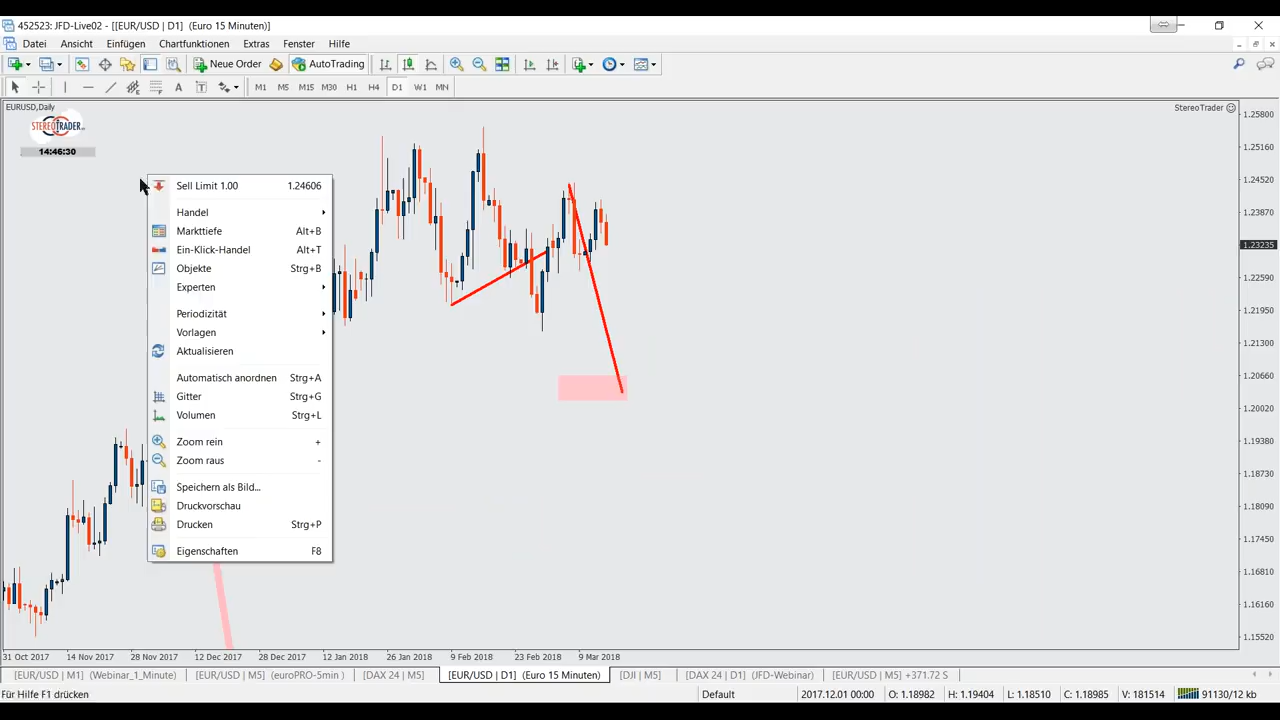 452523: JFD-Live02 - [[EUR/USD | D1] (Euro 15 Minuten)]
Datei Ansicht Einfügen Chartfunktionen Extras Fenster Hilfe
Neue Order AutoTrading
A T M1 M5 M15 M30 H1 H4 D1 W1 MN
EURUSD,Daily
StereoTrader
STEREOTRADER
14:46:30
Sell Limit 1.00 1.24606
Handel
Markttiefe Alt+B
Ein-Klick-Handel Alt+T
Objekte Strg+B
Experten
Periodizität
Vorlagen
Aktualisieren
Automatisch anordnen Strg+A
Gitter Strg+G
Volumen Strg+L
Zoom rein +
Zoom raus -
Speichern als Bild...
Druckvorschau
Drucken Strg+P
Eigenschaften F8
1.25800
1.25160
1.24520
1.23870
1.23235
1.22590
1.21950
1.21300
1.20660
1.20020
1.19380
1.18730
1.18090
1.17450
1.16810
1.16160
1.15520
31 Oct 2017 14 Nov 2017 28 Nov 2017 12 Dec 2017 28 Dec 2017 12 Jan 2018 26 Jan 2018 9 Feb 2018 23 Feb 2018 9 Mar 2018
[EUR/USD | M1] (Webinar_1_Minute) [EUR/USD | M5] (euroPRO-5min ) [DAX 24 | M5] [EUR/USD | D1] (Euro 15 Minuten) [DJI | M5] [DAX 24 | D1] (JFD-Webinar) [EUR/USD | M5] +371.72 S
Für Hilfe F1 drücken Default 2017.12.01 00:00 O: 1.18982 H: 1.19404 L: 1.18510 C: 1.18985 V: 181514 91130/12 kb